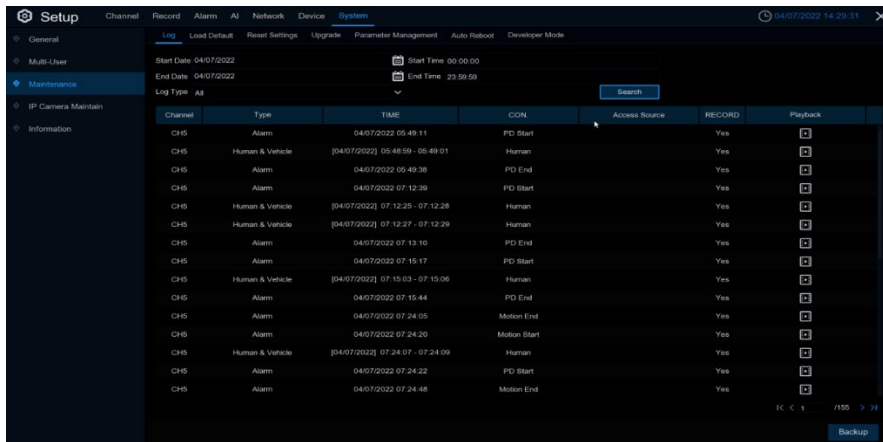 Setup Channel Record Alarm AI Network Device System 04/07/2022 14:29:31
General Log Load Default Reset Settings Upgrade Parameter Management Auto Reboot Developer Mode
Multi-User Start Date 04/07/2022 Start Time 00:00:00
End Date 04/07/2022 End Time 23:59:59
Maintenance Log Type All Search
IP Camera Maintain Channel Type TIME CON. Access Source RECORD Playback
Information CH5 Alarm 04/07/2022 05:49:11 PD Start Yes
CH5 Human & Vehicle [04/07/2022] 05:48:59 - 05:49:01 Human Yes
CH5 Alarm 04/07/2022 05:49:38 PD End Yes
CH5 Alarm 04/07/2022 07:12:39 PD Start Yes
CH5 Human & Vehicle [04/07/2022] 07:12:25 - 07:12:28 Human Yes
CH5 Human & Vehicle [04/07/2022] 07:12:27 - 07:12:29 Human Yes
CH5 Alarm 04/07/2022 07:13:10 PD End Yes
CH5 Alarm 04/07/2022 07:15:17 PD Start Yes
CH5 Human & Vehicle [04/07/2022] 07:15:03 - 07:15:06 Human Yes
CH5 Alarm 04/07/2022 07:15:44 PD End Yes
CH5 Alarm 04/07/2022 07:24:05 Motion End Yes
CH5 Alarm 04/07/2022 07:24:20 Motion Start Yes
CH5 Human & Vehicle [04/07/2022] 07:24:07 - 07:24:09 Human Yes
CH5 Alarm 04/07/2022 07:24:22 PD Start Yes
CH5 Alarm 04/07/2022 07:24:48 Motion End Yes
1 /155
Backup